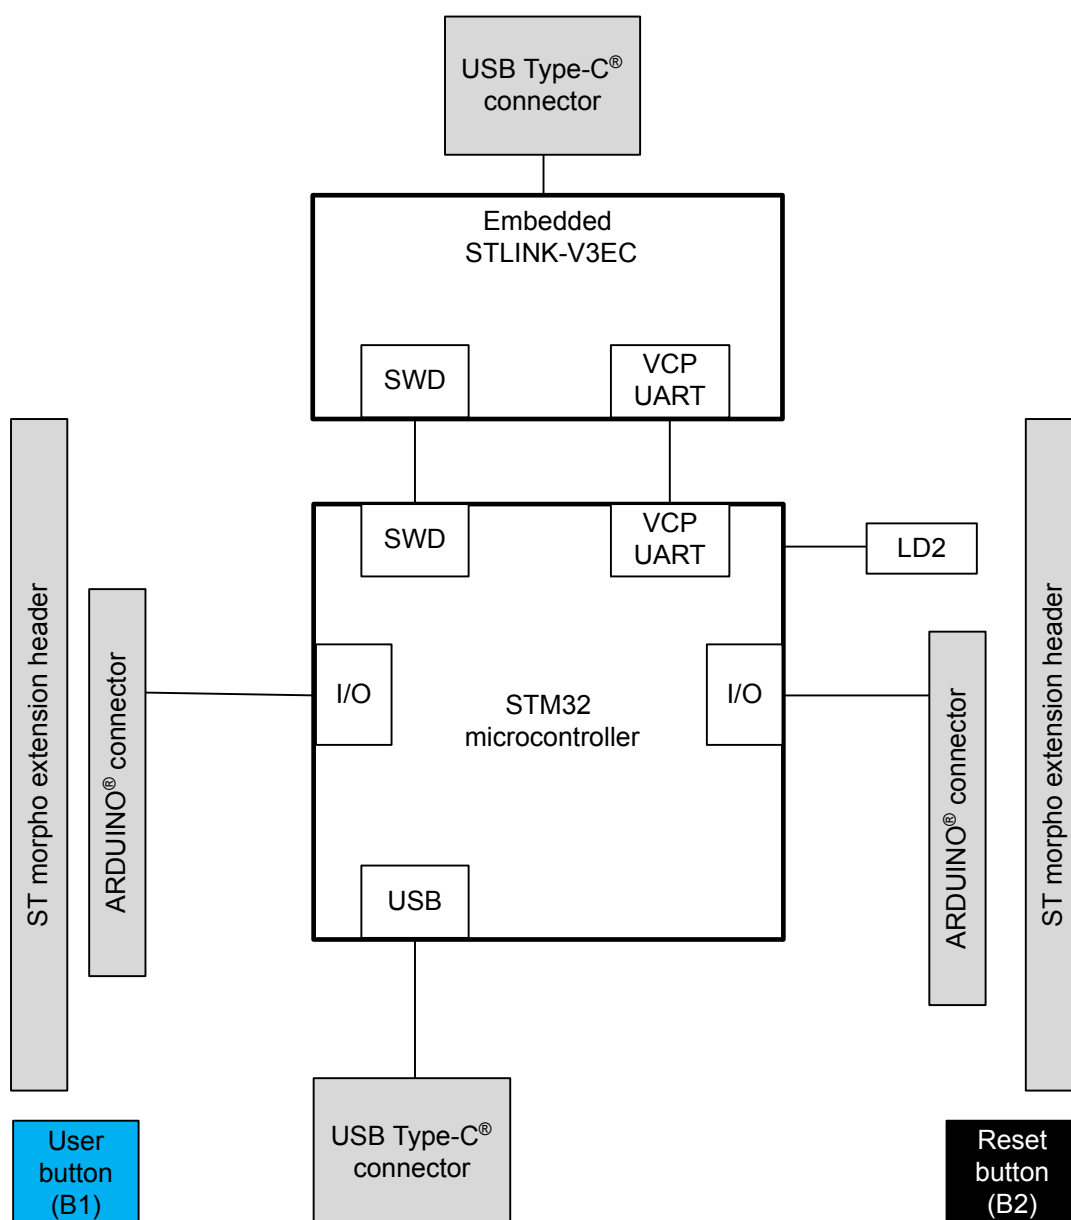 USB Type-C®
connector
Embedded
STLINK-V3EC
SWD
VCP
UART
SWD
VCP
UART
LD2
ST morpho extension header
ARDUINO® connector
I/O
STM32
microcontroller
I/O
ARDUINO® connector
ST morpho extension header
USB
USB Type-C®
connector
User
button
(B1)
Reset
button
(B2)